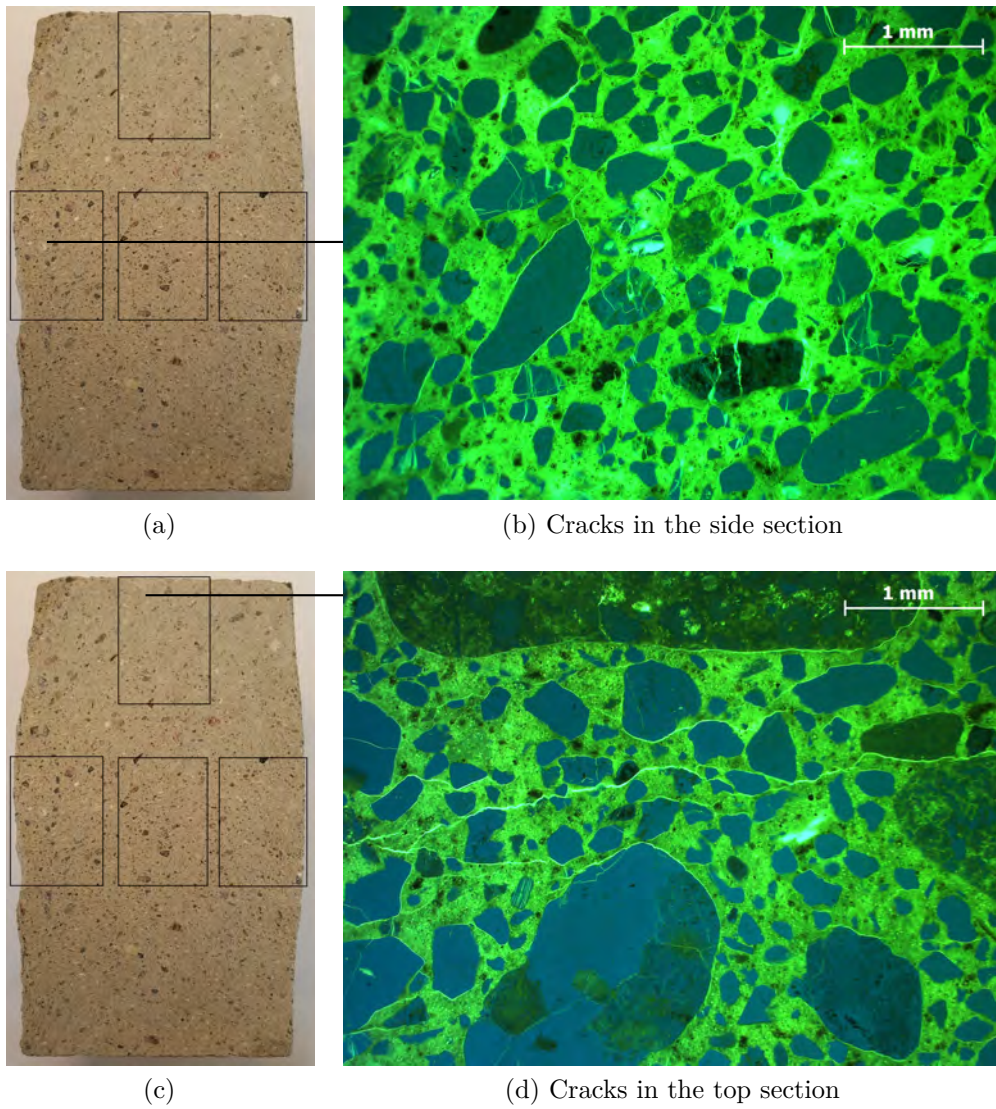 1 mm
(a)
(b) Cracks in the side section
1 mm
(c)
(d) Cracks in the top section